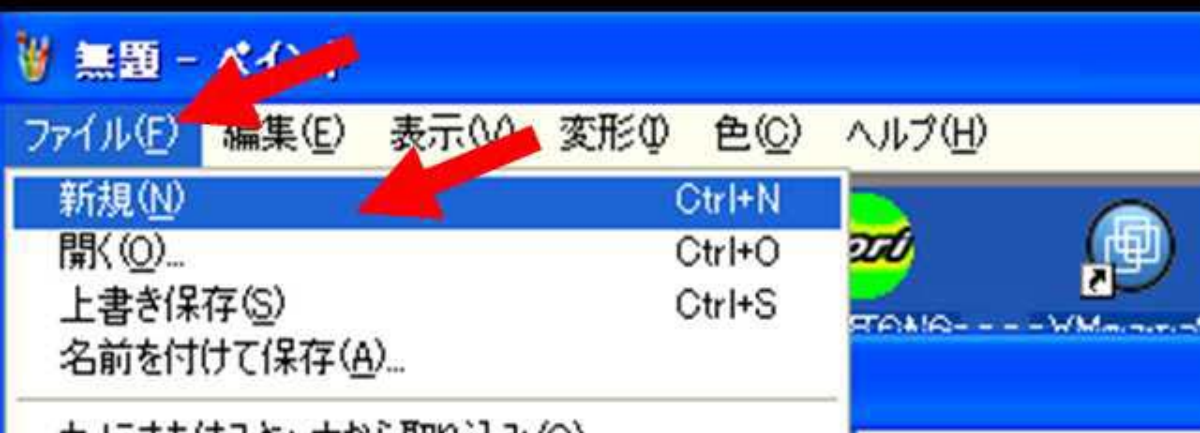 無題 - ペイント
ファイル(F) 編集(E) 表示(V) 変形(I) 色(C) ヘルプ(H)
新規(N) Ctrl+N
開く(O)... Ctrl+O
上書き保存(S) Ctrl+S
名前を付けて保存(A)...
ori